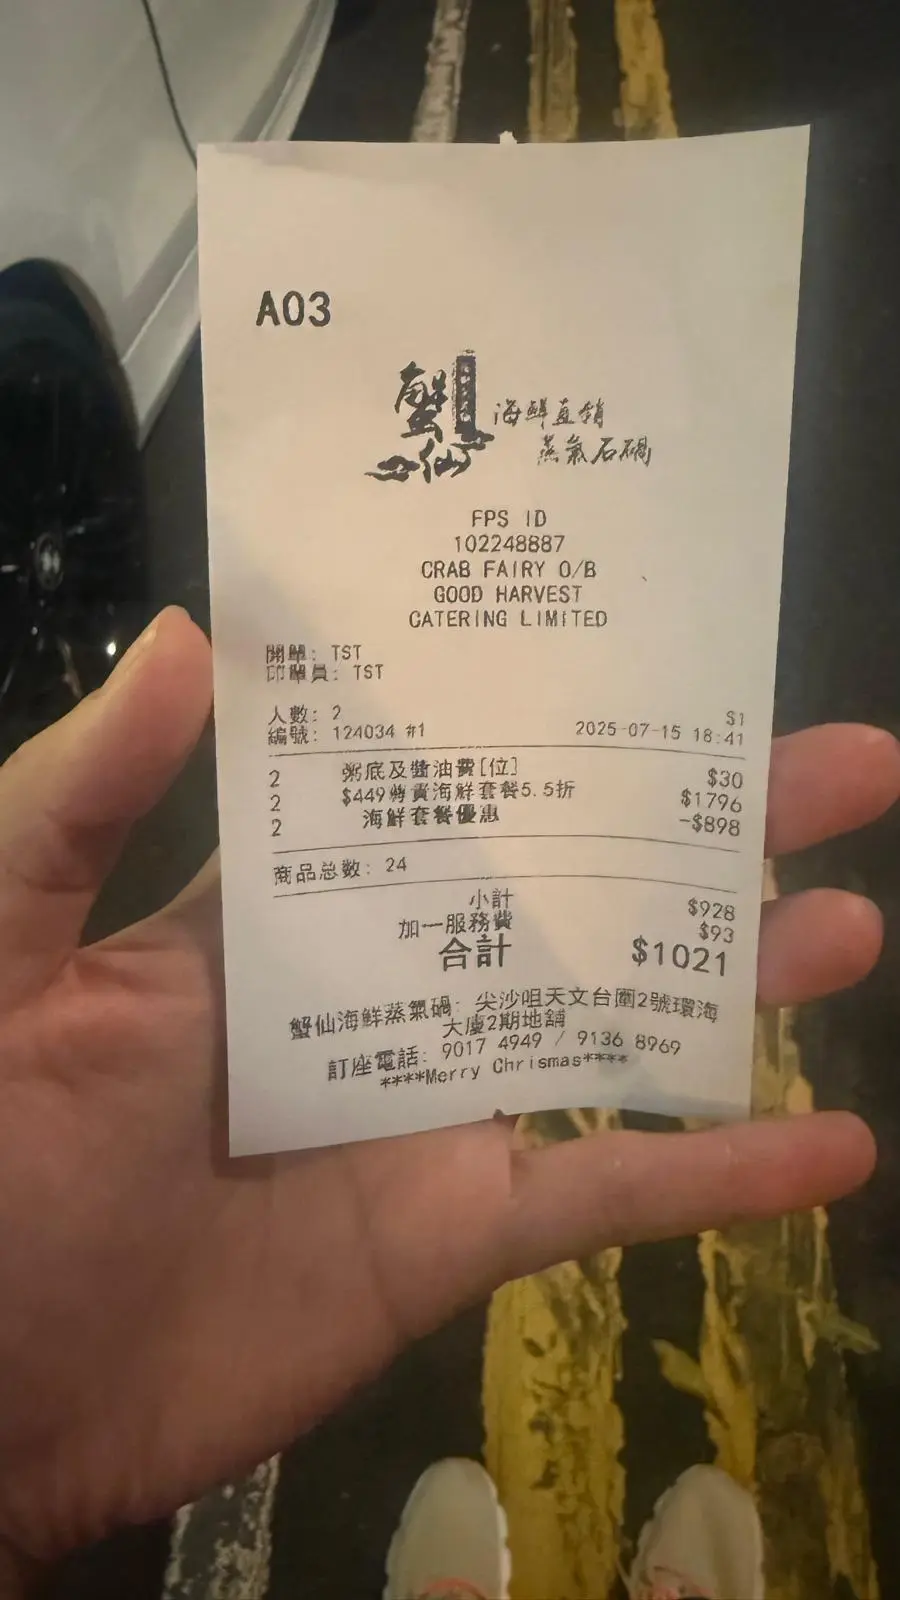 A03
蟹仙
海鮮直銷
蒸氣石鍋
FPS ID
102248887
CRAB FAIRY O/B
GOOD HARVEST
CATERING LIMITED
開單: TST
印單員: TST
人數: 2
S1
編號: 124034 #1 2025-07-15 18:41
2 粥底及醬油費[位] $30
2 $449尊貴海鮮套餐5.5折 $1796
2 海鮮套餐優惠 -$898
商品总数: 24
小計 $928
加一服務費 $93
合計 $1021
蟹仙海鮮蒸氣鍋: 尖沙咀天文台圍2號環海
大廈2期地舖
訂座電話: 9017 4949 / 9136 8969
****Merry Chrismas****